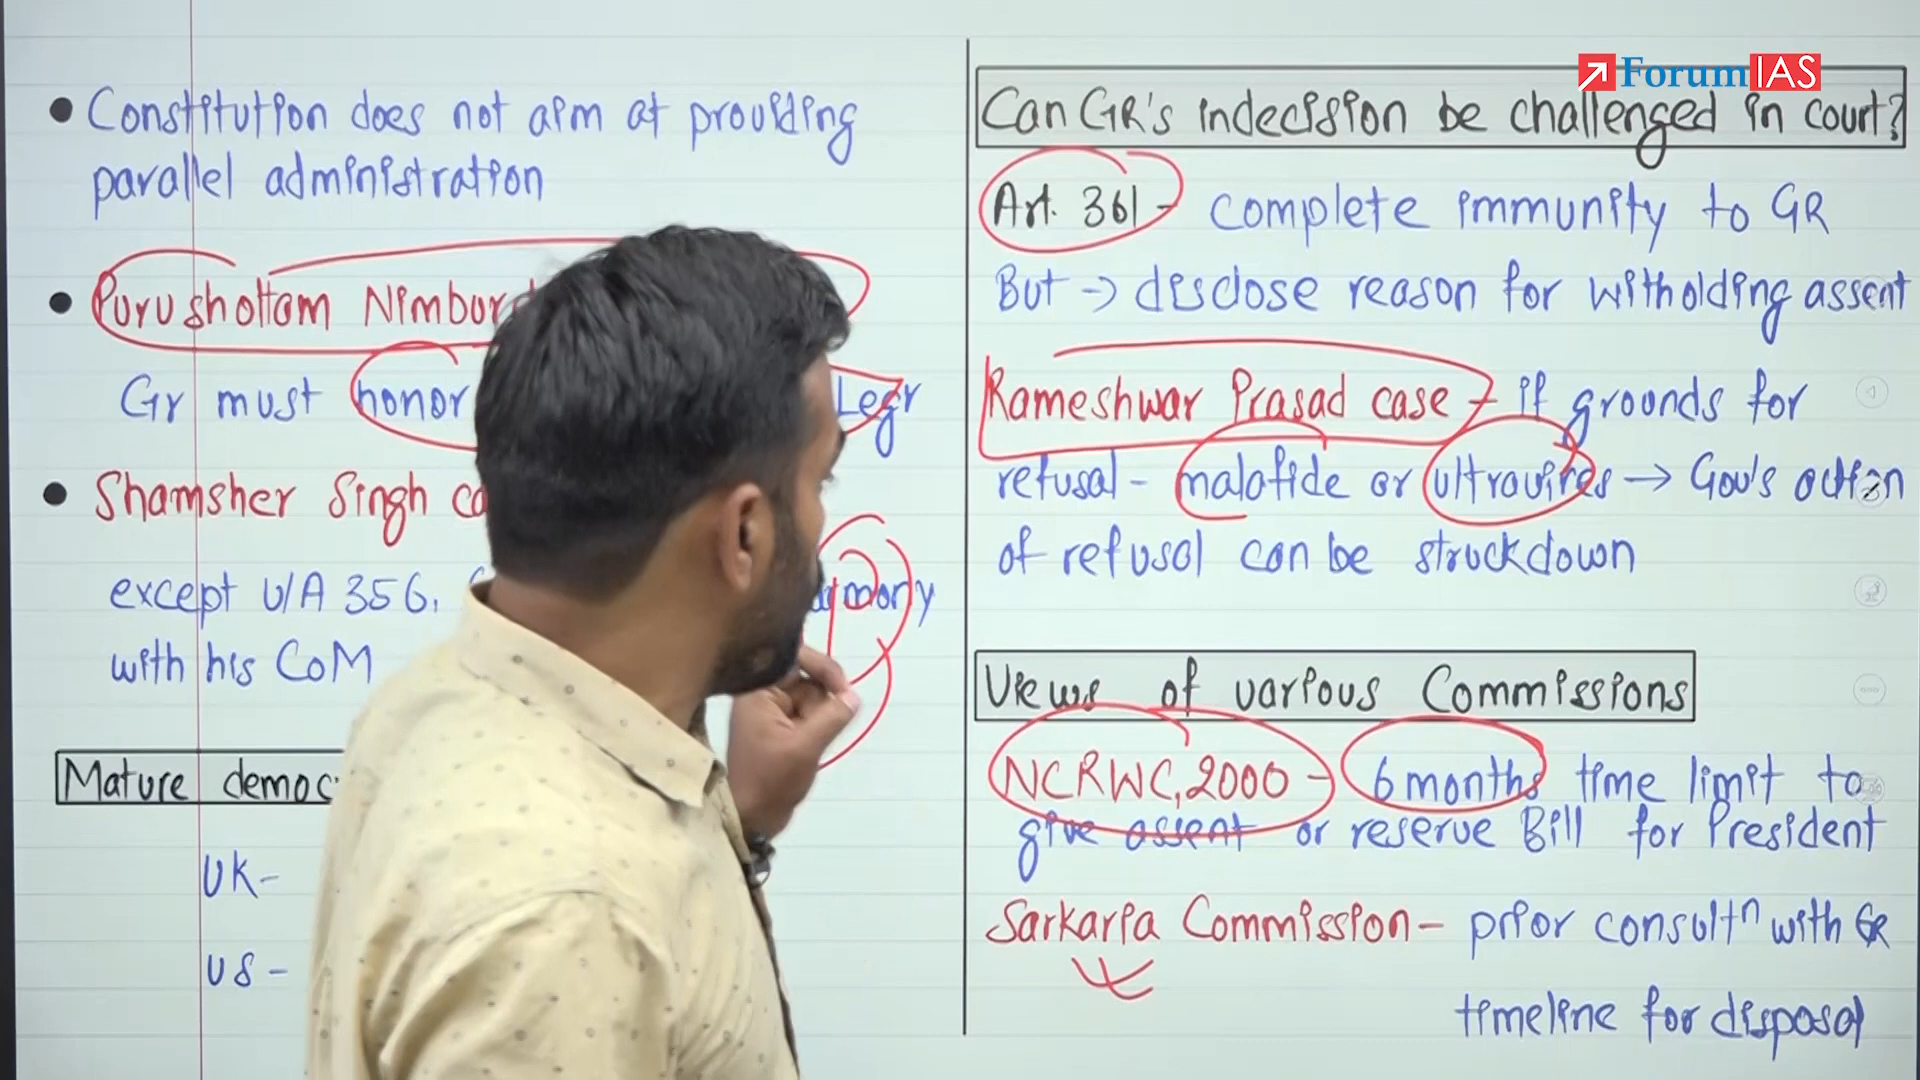 • Constitution does not aim at providing
parallel administration
• Purushottam
Gr must honor Legr
• Shamsher Singh
except U/A 356,
with his CoM
Mature
UK-
US-
ForumIAS
Can GR's indecision be challenged in court?
Art. 361 - complete immunity to GR
But → disclose reason for witholding assent
Rameshwar Prasad case - if grounds for
refusal - malafide or ultravires → Gov's action
of refusal can be struckdown
Views of various Commissions
NCRWC, 2000 - 6 months time limit to
give assent or reserve Bill for President
Sarkaria Commission - prior consultn with GR
timeline for disposal